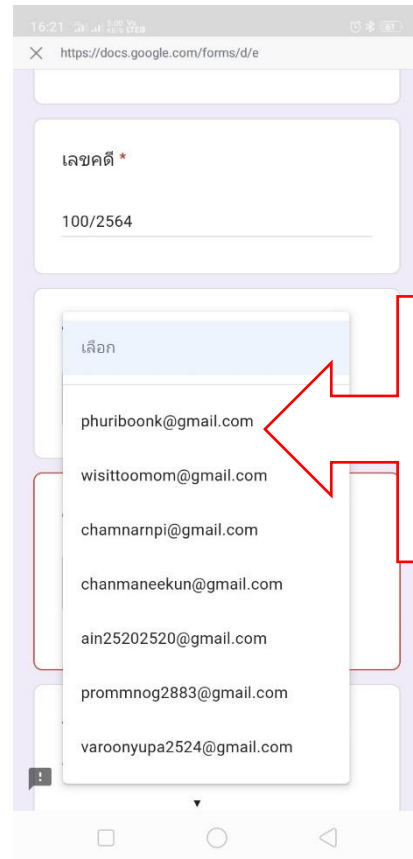 16:21
https://docs.google.com/forms/d/e
เลขคดี *
100/2564
เลือก
phuriboonk@gmail.com
wisittoomom@gmail.com
chamnarnpi@gmail.com
chanmaneekun@gmail.com
ain25202520@gmail.com
prommnog2883@gmail.com
varoonyupa2524@gmail.com